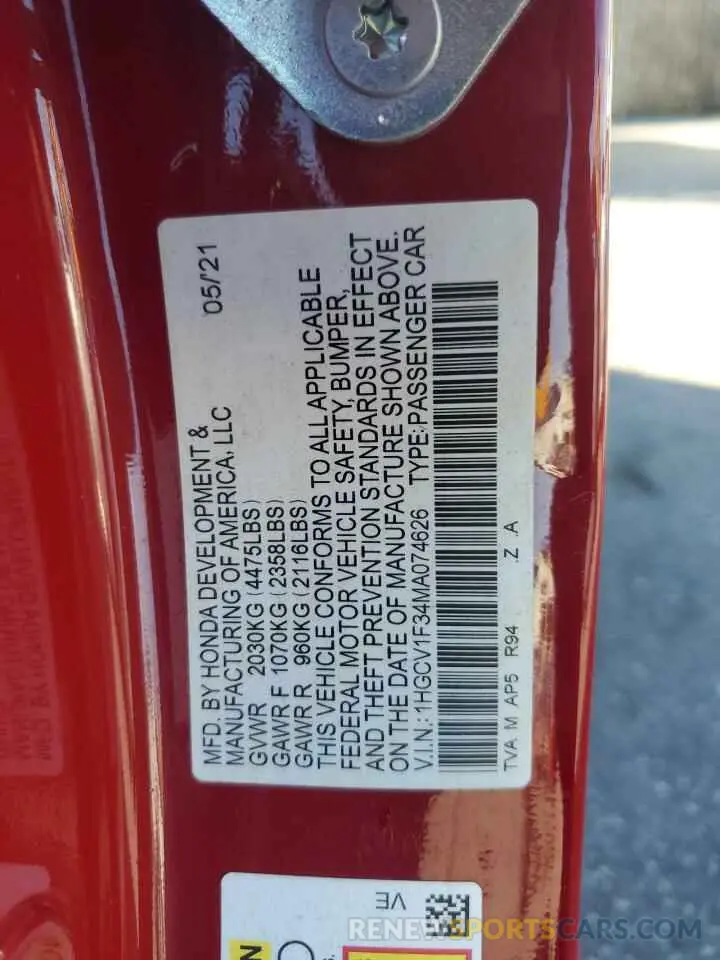 MFD. BY HONDA DEVELOPMENT & 05/21
MANUFACTURING OF AMERICA, LLC
GVWR 2030KG (4475LBS)
GAWR F 1070KG (2358LBS)
GAWR R 960KG (2116LBS)
THIS VEHICLE CONFORMS TO ALL APPLICABLE
FEDERAL MOTOR VEHICLE SAFETY, BUMPER,
AND THEFT PREVENTION STANDARDS IN EFFECT
ON THE DATE OF MANUFACTURE SHOWN ABOVE.
V.I.N.: 1HGCV1F34MA074626 TYPE: PASSENGER CAR
TVA M AP5 R94 .Z .A
VE
RENEWSPORTSCARS.COM